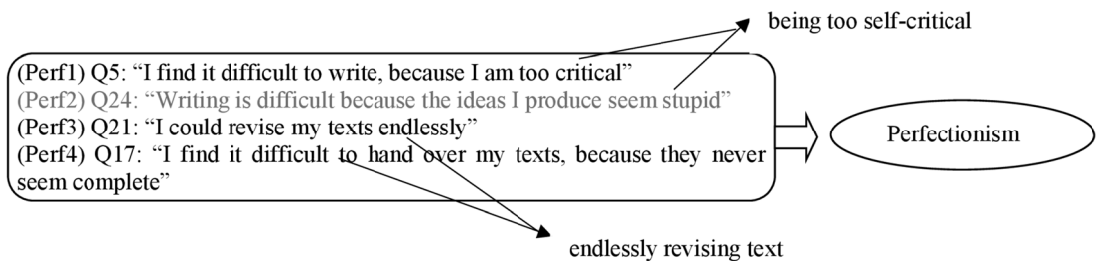 being too self-critical
(Perf1) Q5: “I find it difficult to write, because I am too critical”
(Perf2) Q24: “Writing is difficult because the ideas I produce seem stupid”
(Perf3) Q21: “I could revise my texts endlessly”
(Perf4) Q17: “I find it difficult to hand over my texts, because they never
seem complete”
Perfectionism
endlessly revising text